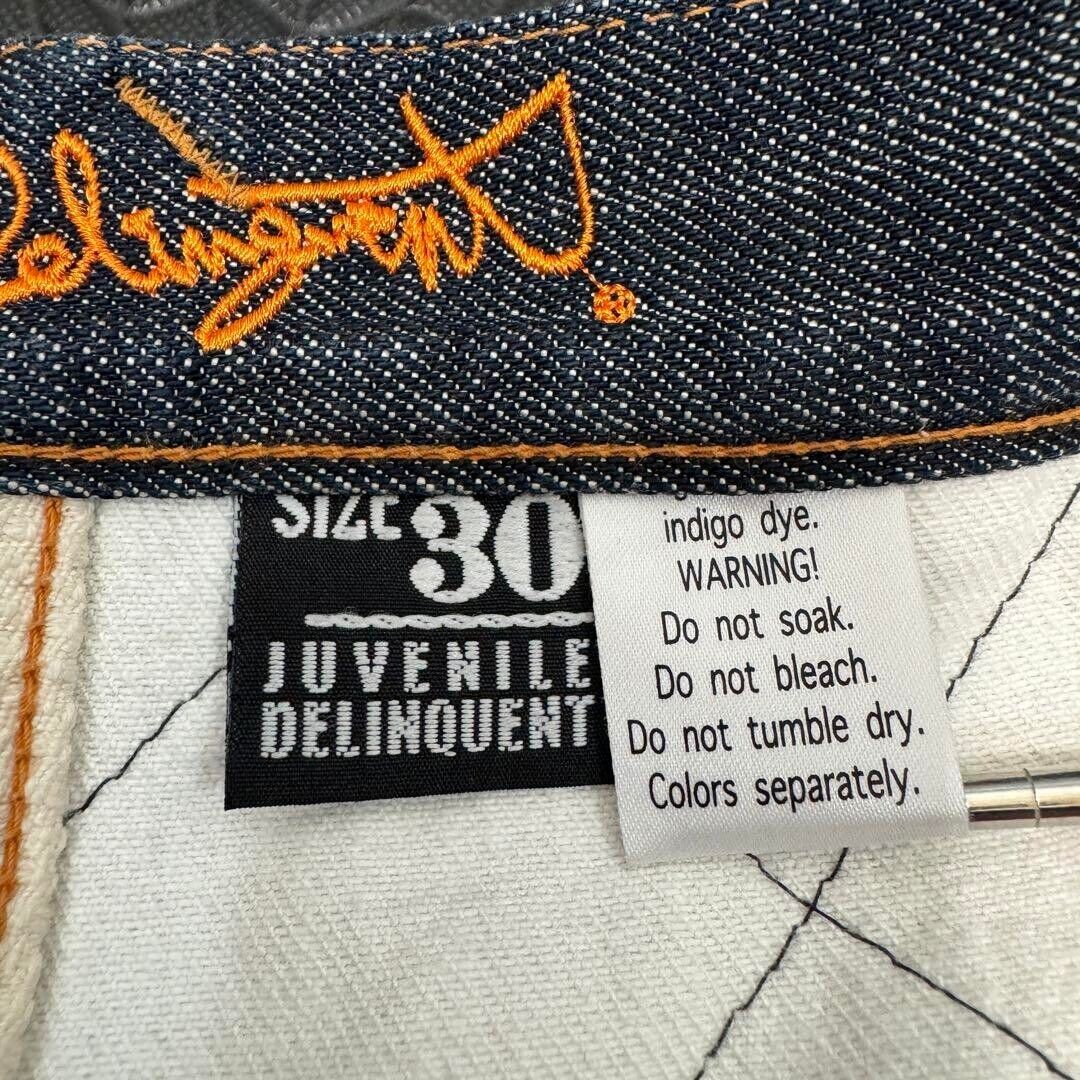 Delinquent
SIZE 30
JUVENILE
DELINQUENT
indigo dye.
WARNING!
Do not soak.
Do not bleach.
Do not tumble dry.
Colors separately.